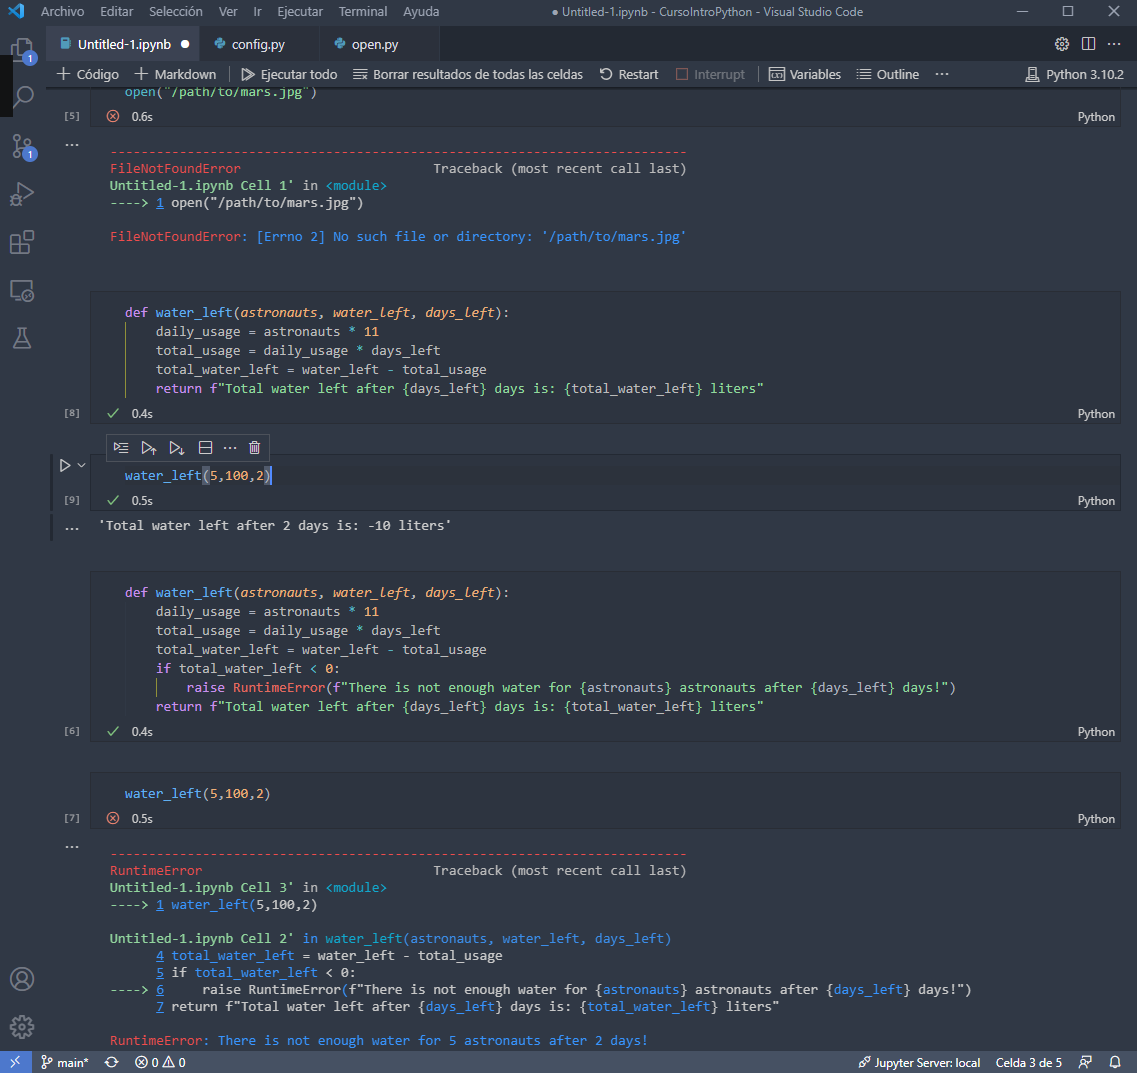 Archivo Editar Selección Ver Ir Ejecutar Terminal Ayuda ● Untitled-1.ipynb - CursoIntroPython - Visual Studio Code
Untitled-1.ipynb ● config.py open.py
+ Código + Markdown Ejecutar todo Borrar resultados de todas las celdas Restart Interrupt Variables Outline ··· Python 3.10.2
1
1
open("/path/to/mars.jpg")
[5] 0.6s Python
...
---------------------------------------------------------------------------
FileNotFoundError Traceback (most recent call last)
Untitled-1.ipynb Cell 1' in <module>
----> 1 open("/path/to/mars.jpg")
FileNotFoundError: [Errno 2] No such file or directory: '/path/to/mars.jpg'
def water_left(astronauts, water_left, days_left):
    daily_usage = astronauts * 11
    total_usage = daily_usage * days_left
    total_water_left = water_left - total_usage
    return f"Total water left after {days_left} days is: {total_water_left} liters"
[8] 0.4s Python
water_left(5,100,2)
[9] 0.5s Python
... 'Total water left after 2 days is: -10 liters'
def water_left(astronauts, water_left, days_left):
    daily_usage = astronauts * 11
    total_usage = daily_usage * days_left
    total_water_left = water_left - total_usage
    if total_water_left < 0:
        raise RuntimeError(f"There is not enough water for {astronauts} astronauts after {days_left} days!")
    return f"Total water left after {days_left} days is: {total_water_left} liters"
[6] 0.4s Python
water_left(5,100,2)
[7] 0.5s Python
...
---------------------------------------------------------------------------
RuntimeError Traceback (most recent call last)
Untitled-1.ipynb Cell 3' in <module>
----> 1 water_left(5,100,2)
Untitled-1.ipynb Cell 2' in water_left(astronauts, water_left, days_left)
      4 total_water_left = water_left - total_usage
      5 if total_water_left < 0:
----> 6     raise RuntimeError(f"There is not enough water for {astronauts} astronauts after {days_left} days!")
      7 return f"Total water left after {days_left} days is: {total_water_left} liters"
RuntimeError: There is not enough water for 5 astronauts after 2 days!
main* 0 0 Jupyter Server: local Celda 3 de 5